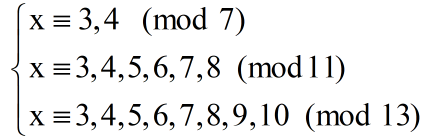 x ≡ 3,4 (mod 7)
x ≡ 3,4,5,6,7,8 (mod 11)
x ≡ 3,4,5,6,7,8,9,10 (mod 13)